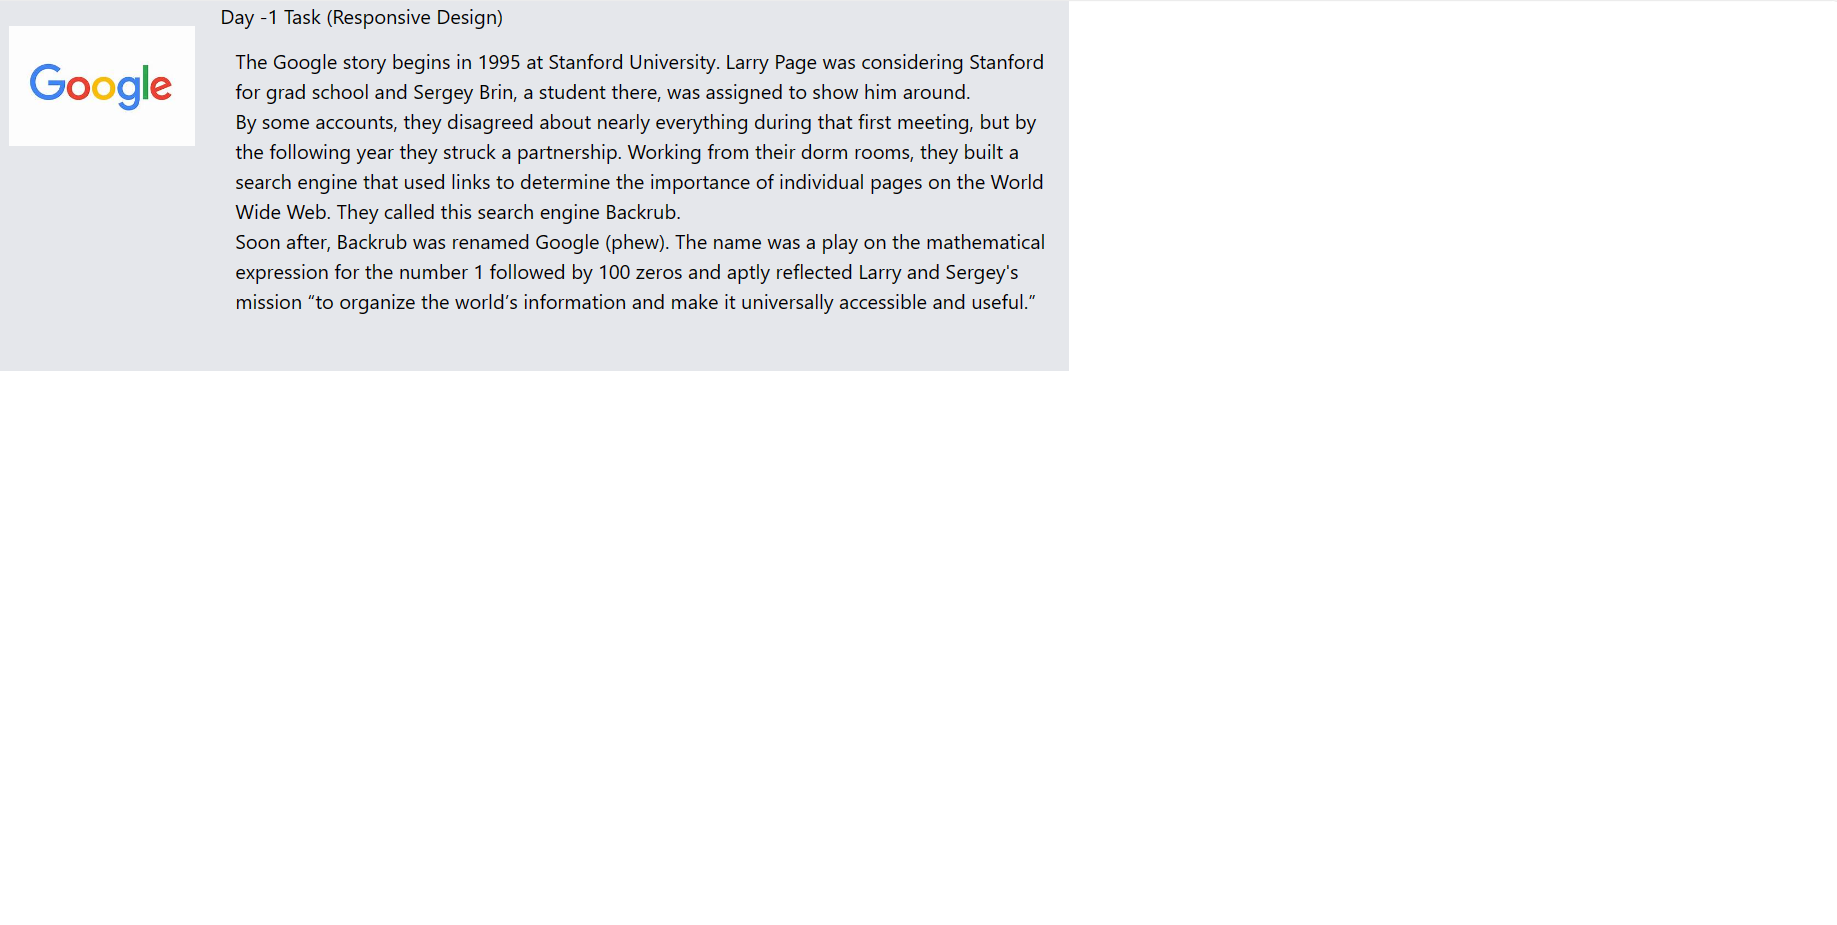 Day -1 Task (Responsive Design)
Google
The Google story begins in 1995 at Stanford University. Larry Page was considering Stanford
for grad school and Sergey Brin, a student there, was assigned to show him around.
By some accounts, they disagreed about nearly everything during that first meeting, but by
the following year they struck a partnership. Working from their dorm rooms, they built a
search engine that used links to determine the importance of individual pages on the World
Wide Web. They called this search engine Backrub.
Soon after, Backrub was renamed Google (phew). The name was a play on the mathematical
expression for the number 1 followed by 100 zeros and aptly reflected Larry and Sergey's
mission “to organize the world’s information and make it universally accessible and useful.”